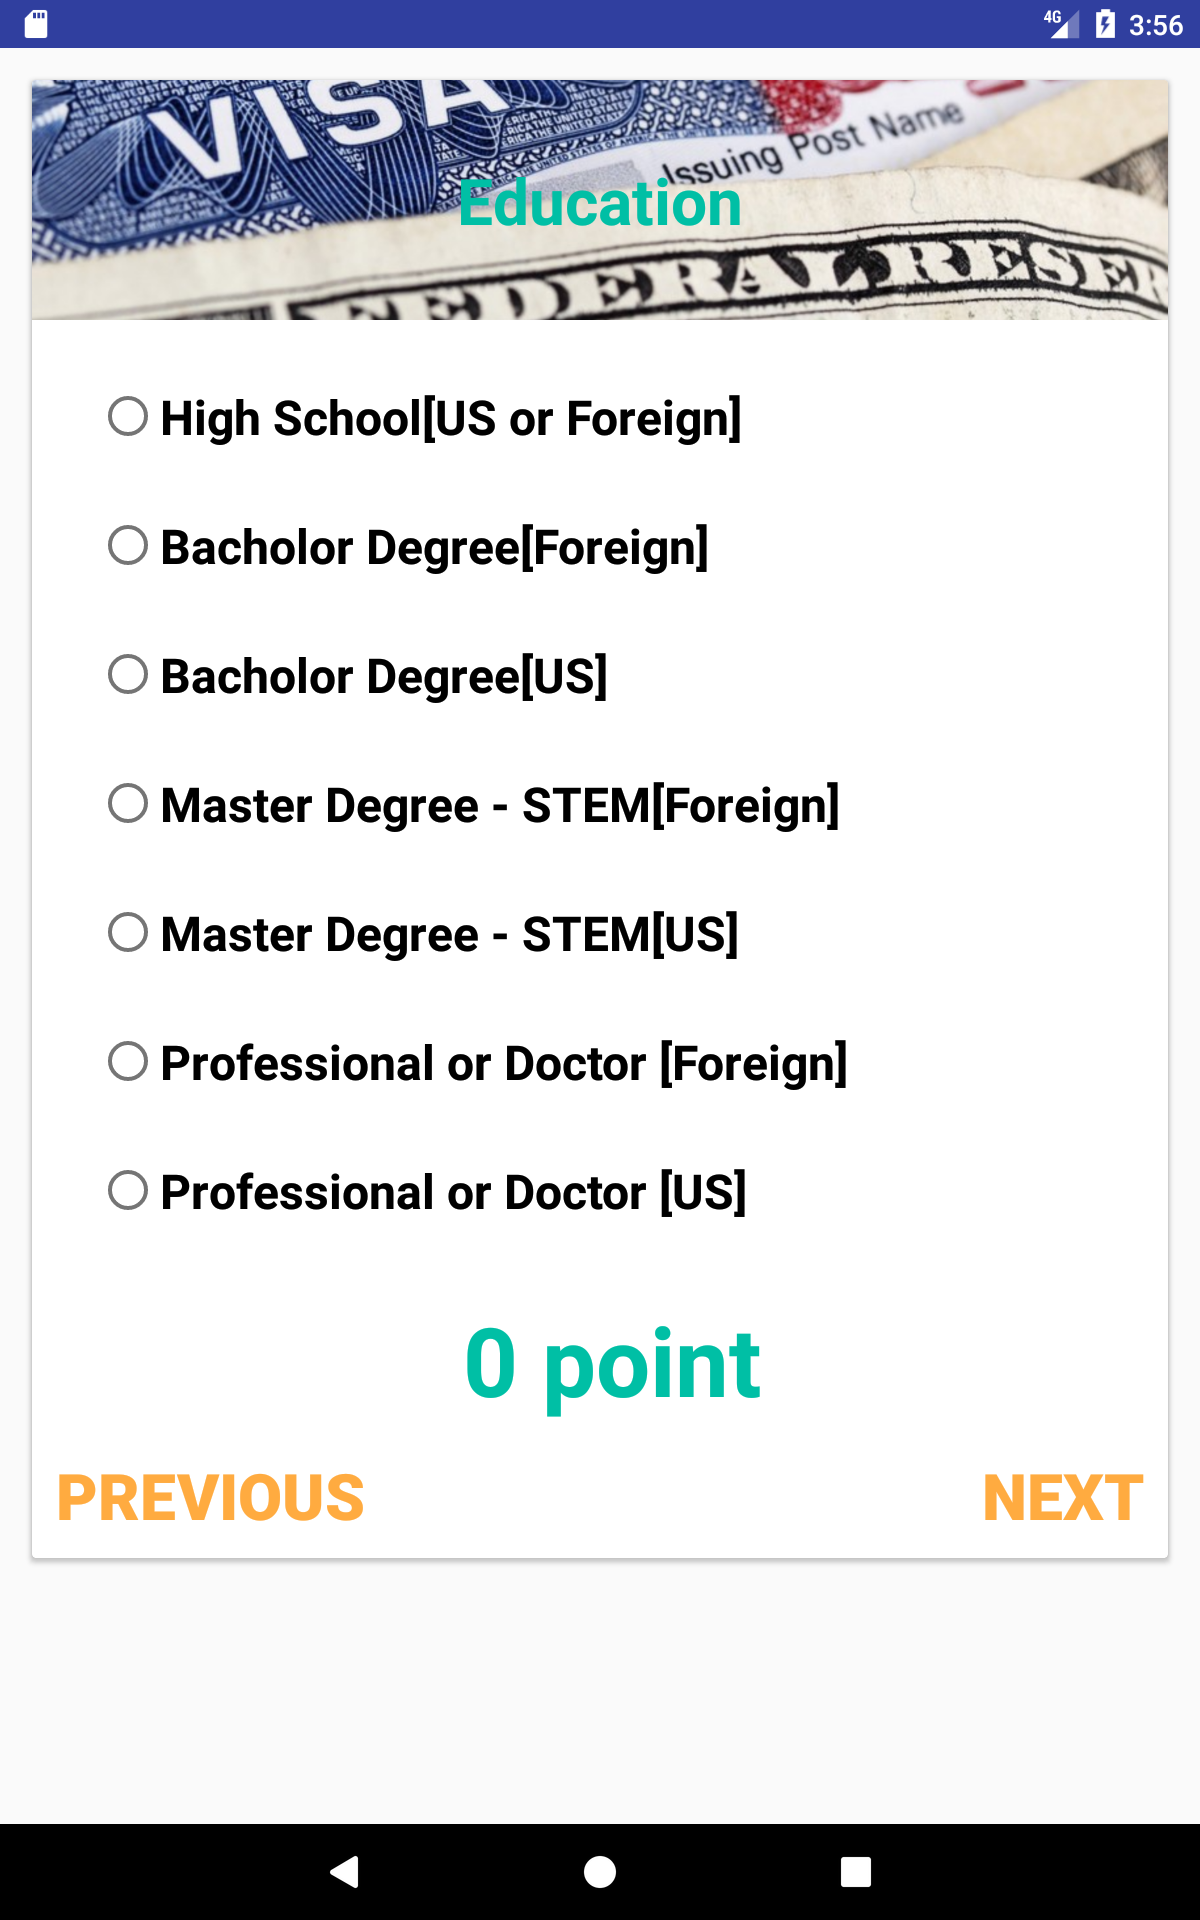 4G 3:56
VISA
Issuing Post Name
Education
FEDERAL RESER
High School[US or Foreign]
Bacholor Degree[Foreign]
Bacholor Degree[US]
Master Degree - STEM[Foreign]
Master Degree - STEM[US]
Professional or Doctor [Foreign]
Professional or Doctor [US]
0 point
PREVIOUS NEXT